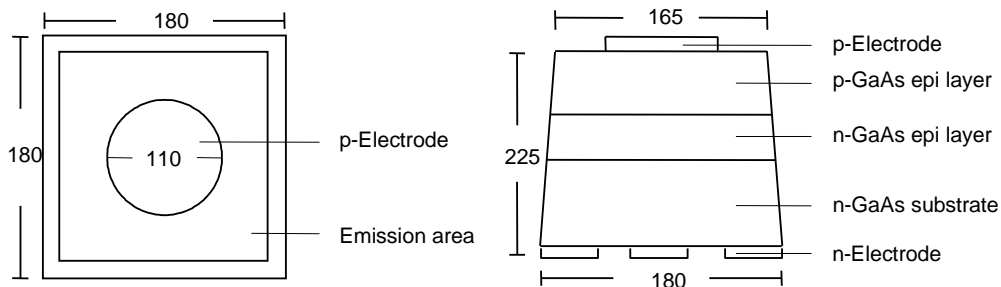 180
180
110
p-Electrode
Emission area
165
225
p-Electrode
p-GaAs epi layer
n-GaAs epi layer
n-GaAs substrate
n-Electrode
180